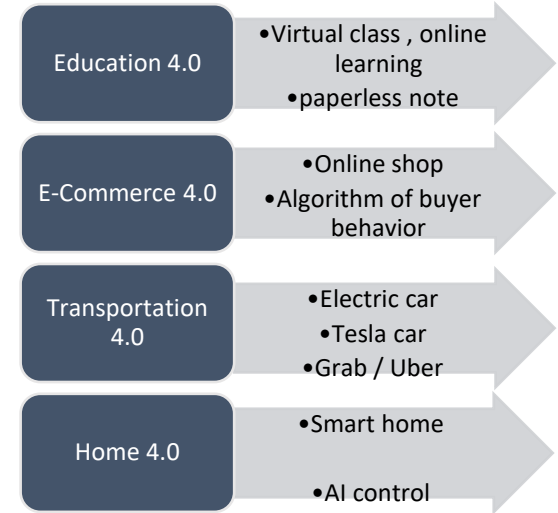 Education 4.0
•Virtual class , online
learning
•paperless note
E-Commerce 4.0
•Online shop
•Algorithm of buyer
behavior
Transportation
4.0
•Electric car
•Tesla car
•Grab / Uber
Home 4.0
•Smart home
•AI control